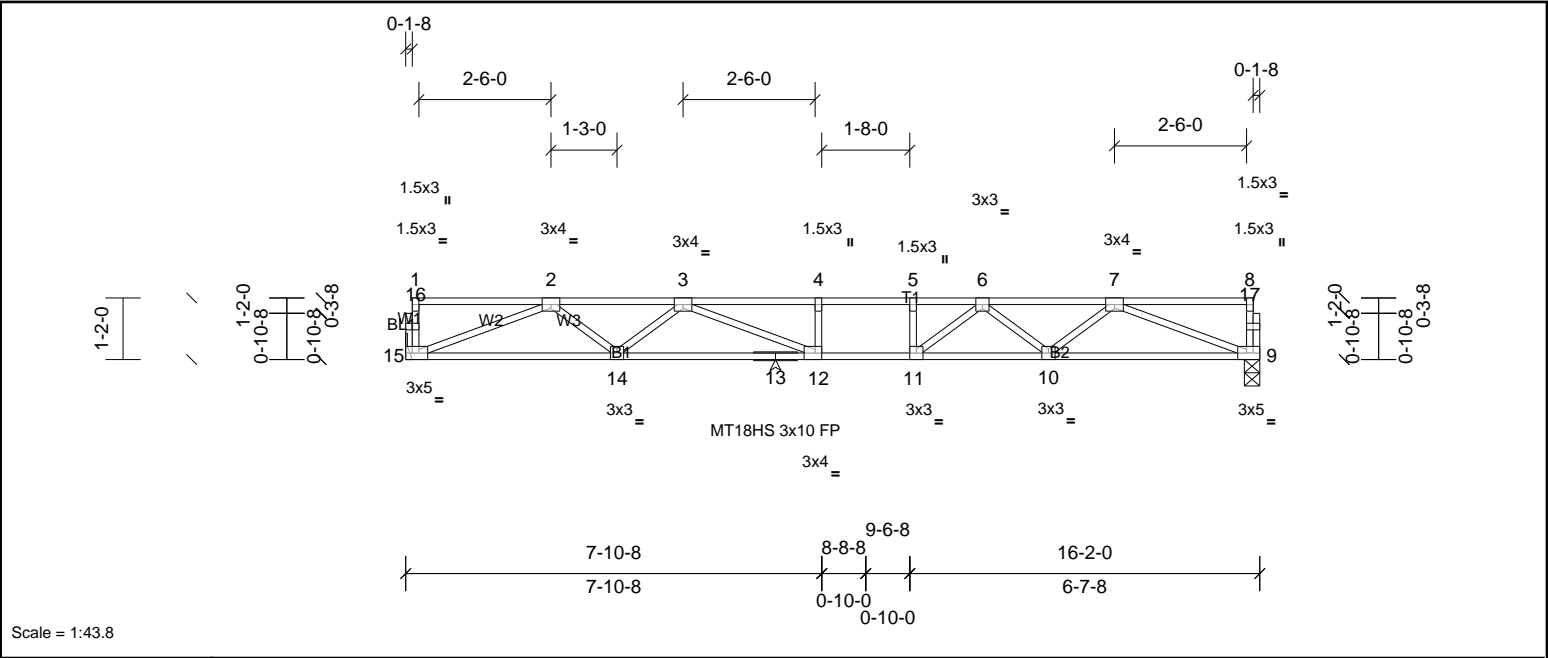 0-1-8
0-1-8
2-6-0
2-6-0
1-3-0
1-8-0
2-6-0
1.5x3 II
1.5x3 =
3x3 =
1.5x3 =
3x4 =
3x4 =
1.5x3 II
1.5x3 II
3x4 =
1.5x3 II
1 2 3 4 5 6 7 8
16 T1 17
W1 W2 W3
BL1
15 B1 B2 9
14 13 12 11 10
1-2-0
1-2-0
0-10-8
0-10-8
0-3-8
1-2-0
0-10-8
0-10-8
0-3-8
3x5 =
3x3 =
3x3 =
3x3 =
3x5 =
MT18HS 3x10 FP
3x4 =
9-6-8
7-10-8 8-8-8 16-2-0
7-10-8 0-10-0 6-7-8
0-10-0
Scale = 1:43.8